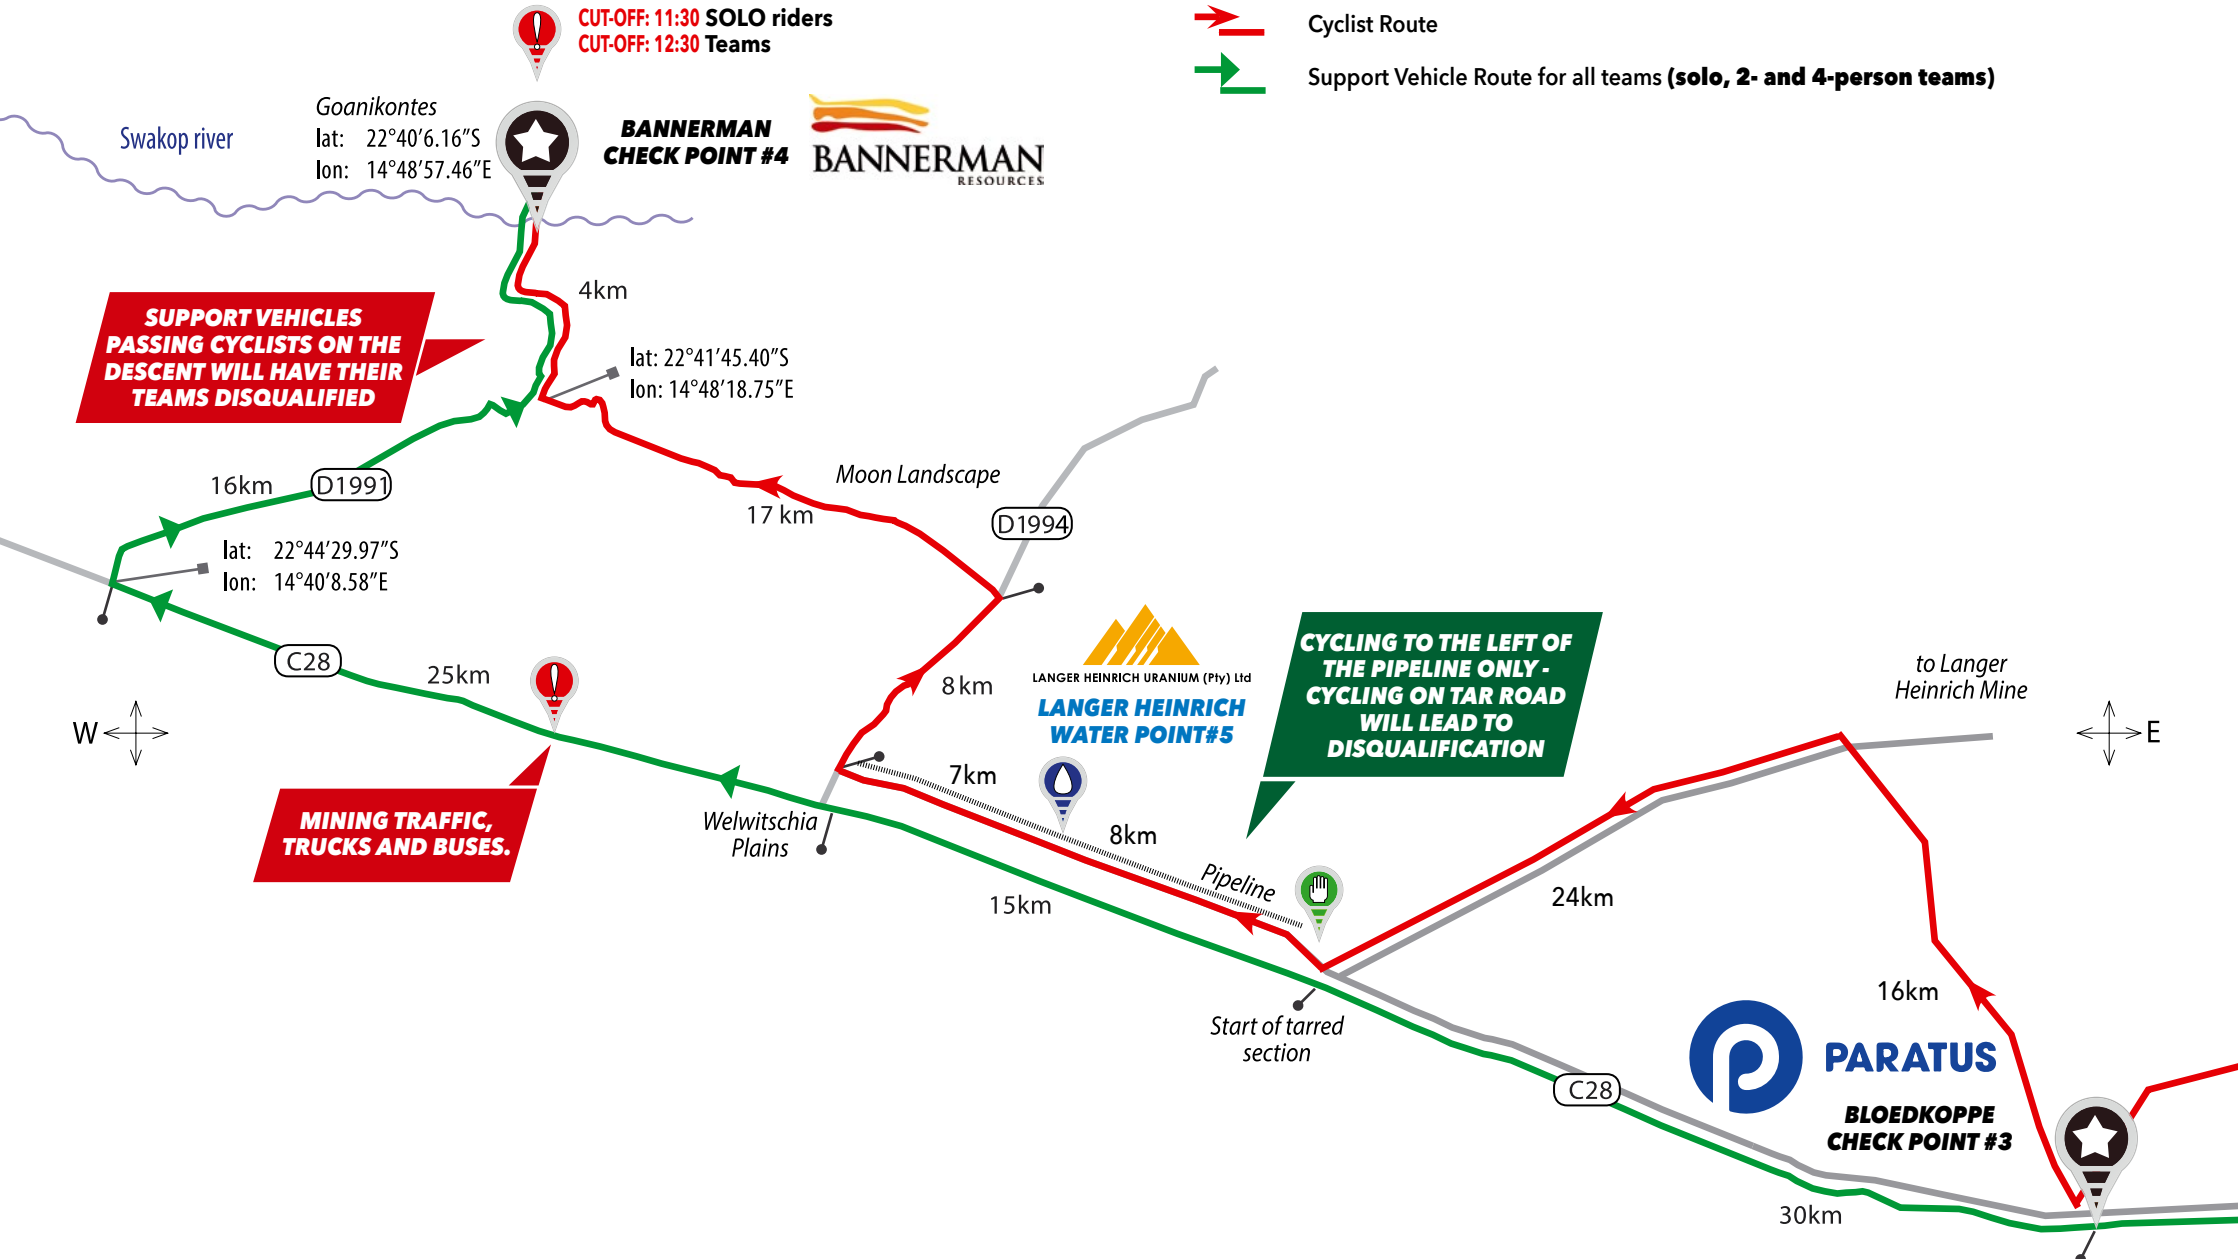 CUT-OFF: 11:30 SOLO riders
CUT-OFF: 12:30 Teams
Cyclist Route
Support Vehicle Route for all teams (solo, 2- and 4-person teams)
Goanikontes
lat: 22°40'6.16"S
lon: 14°48'57.46"E
Swakop river
BANNERMAN
CHECK POINT #4
BANNERMAN
RESOURCES
4km
SUPPORT VEHICLES
PASSING CYCLISTS ON THE
DESCENT WILL HAVE THEIR
TEAMS DISQUALIFIED
lat: 22°41'45.40"S
lon: 14°48'18.75"E
16km
D1991
Moon Landscape
17 km
D1994
lat: 22°44'29.97"S
lon: 14°40'8.58"E
C28
25km
8km
LANGER HEINRICH URANIUM (Pty) Ltd
LANGER HEINRICH
WATER POINT#5
CYCLING TO THE LEFT OF
THE PIPELINE ONLY -
CYCLING ON TAR ROAD
WILL LEAD TO
DISQUALIFICATION
to Langer
Heinrich Mine
W
E
MINING TRAFFIC,
TRUCKS AND BUSES.
Welwitschia
Plains
7km
8km
Pipeline
15km
24km
Start of tarred
section
16km
PARATUS
C28
BLOEDKOPPE
CHECK POINT #3
30km